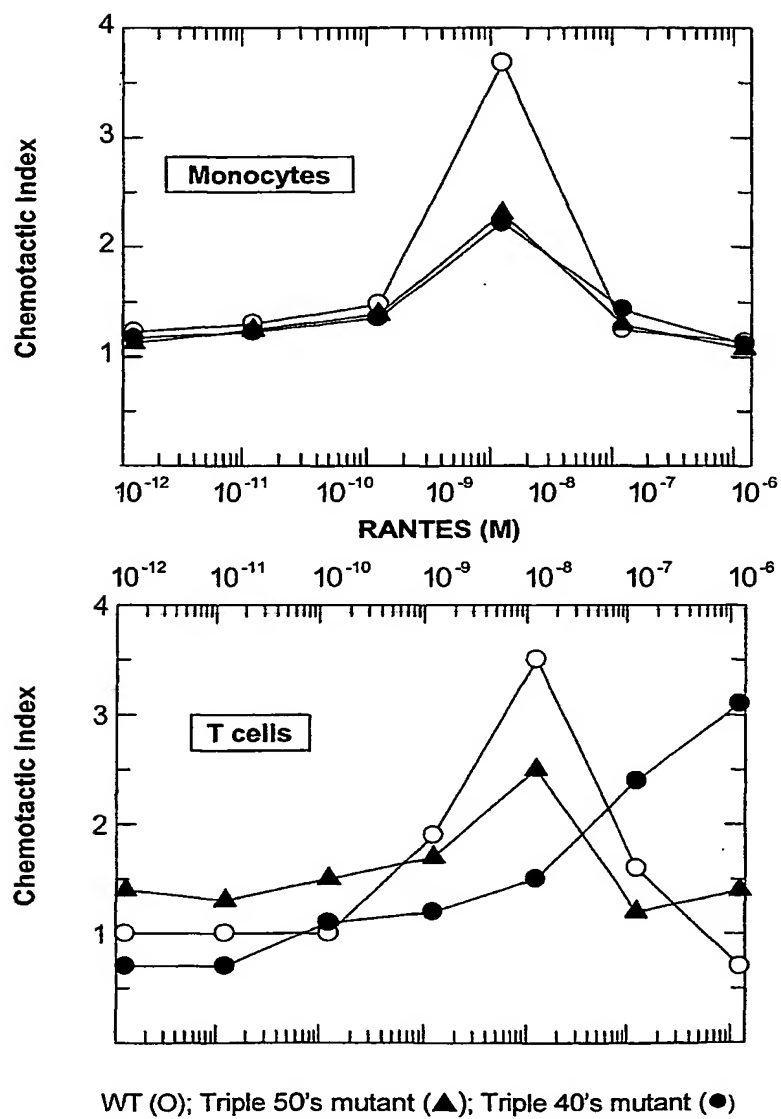 4
3
2
1
Chemotactic Index
Monocytes
10-12 10-11 10-10 10-9 10-8 10-7 10-6
RANTES (M)
10-12 10-11 10-10 10-9 10-8 10-7 10-6
4
3
2
1
Chemotactic Index
T cells
WT (O); Triple 50's mutant (▲); Triple 40's mutant (●)